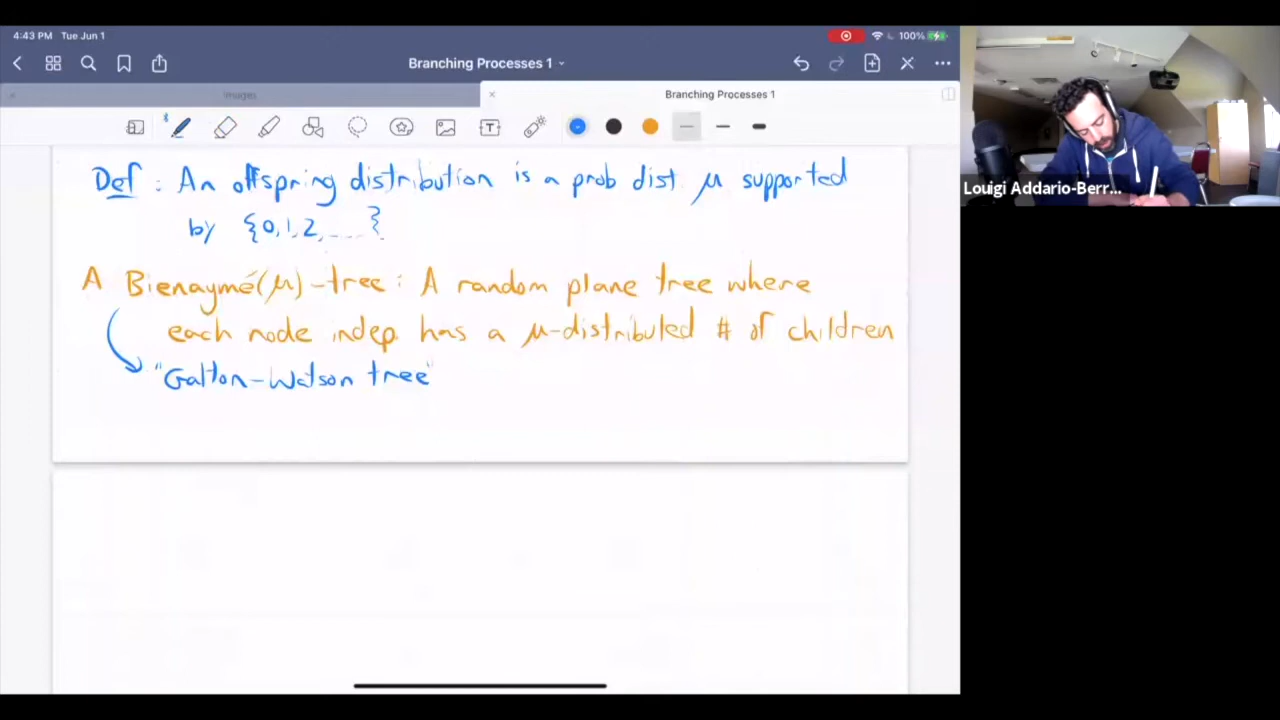 4:43 PM Tue Jun 1
100%
Branching Processes 1
Images
Branching Processes 1
Def: An offspring distribution is a prob dist μ supported
by {0,1,2,....}
A Bienaymé(μ)-tree: A random plane tree where
each node indep. has a μ-distributed # of children
"Galton-Watson tree"
Louigi Addario-Berr...